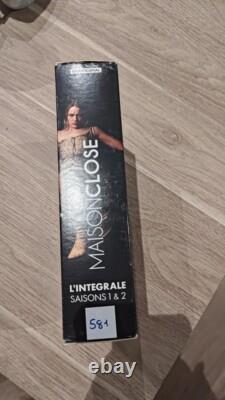 MAISONCLOSE
L'INTEGRALE
SAISONS 1 & 2
581
ebay